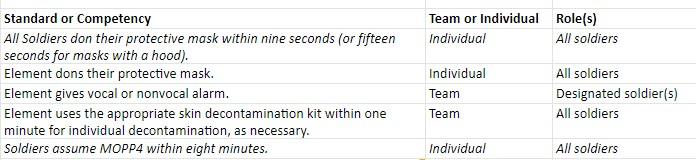 Standard or Competency Team or Individual Role(s)
All Soldiers don their protective mask within nine seconds (or fifteen Individual All soldiers
seconds for masks with a hood).
Element dons their protective mask. Individual All soldiers
Element gives vocal or nonvocal alarm. Team Designated soldier(s)
Element uses the appropriate skin decontamination kit within one Team All soldiers
minute for individual decontamination, as necessary.
Soldiers assume MOPP4 within eight minutes. Individual All soldiers